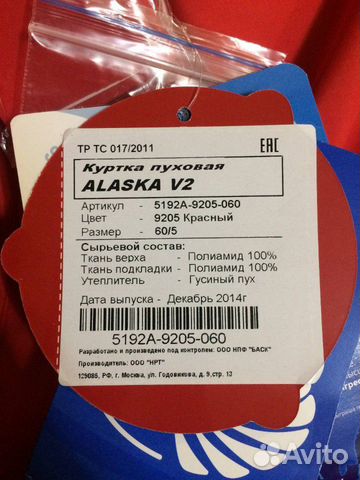 ТР ТС 017/2011
ЕАС
Куртка пуховая
ALASKA V2
Артикул - 5192A-9205-060
Цвет - 9205 Красный
Размер - 60/5
Сырьевой состав:
Ткань верха - Полиамид 100%
Ткань подкладки - Полиамид 100%
Утеплитель - Гусиный пух
Дата выпуска - Декабрь 2014г
5192A-9205-060
Разработано и произведено под контролем: ООО НПФ "БАСК"
Производитель: ООО "НРТ"
129085, РФ, г. Москва, ул. Годовикова, д. 9, стр. 13
Avito